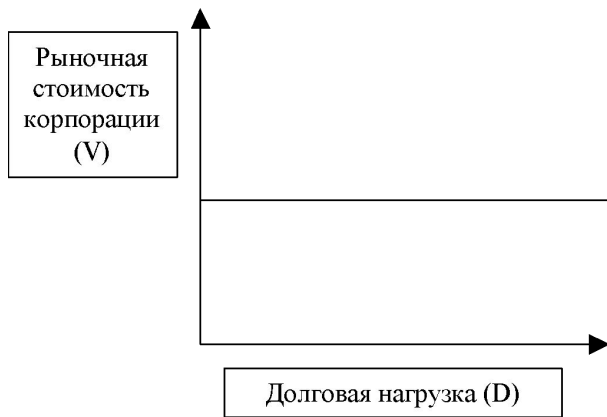 Рыночная
стоимость
корпорации
(V)
Долговая нагрузка (D)